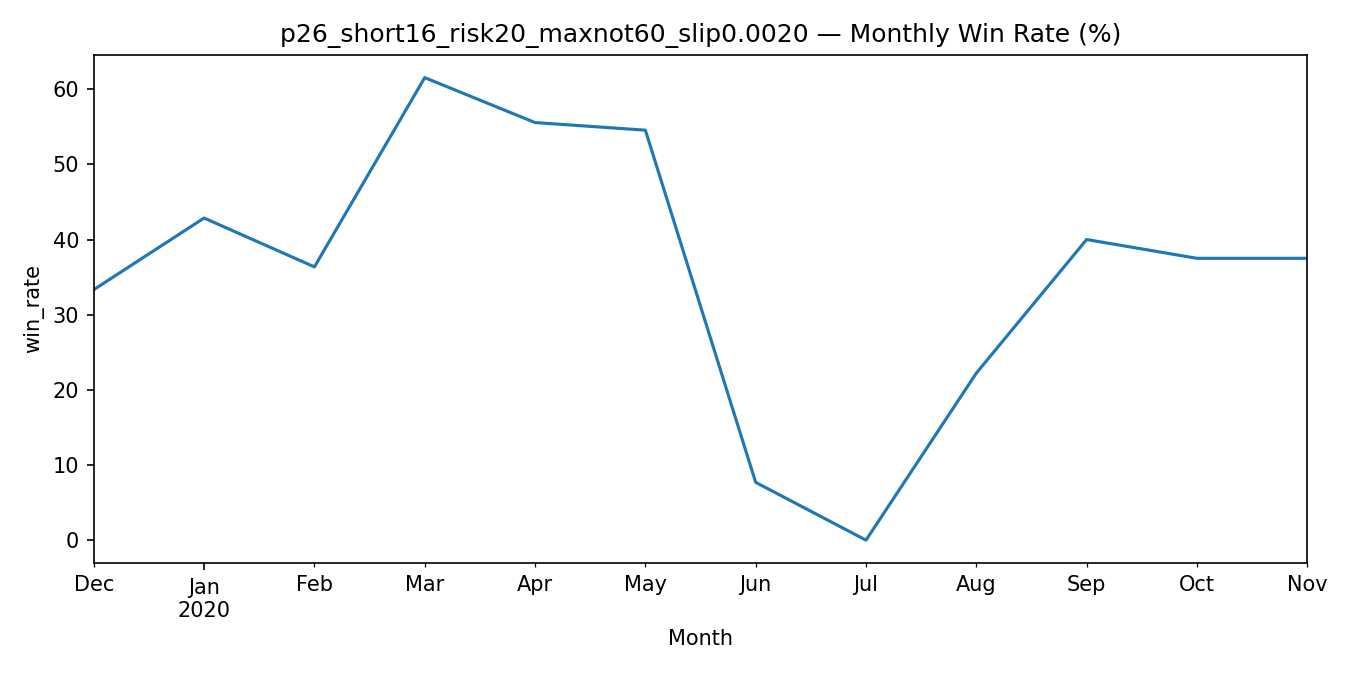 p26_short16_risk20_maxnot60_slip0.0020 — Monthly Win Rate (%)
60
50
40
30
20
10
0
win_rate
Dec Jan Feb Mar Apr May Jun Jul Aug Sep Oct Nov
2020
Month